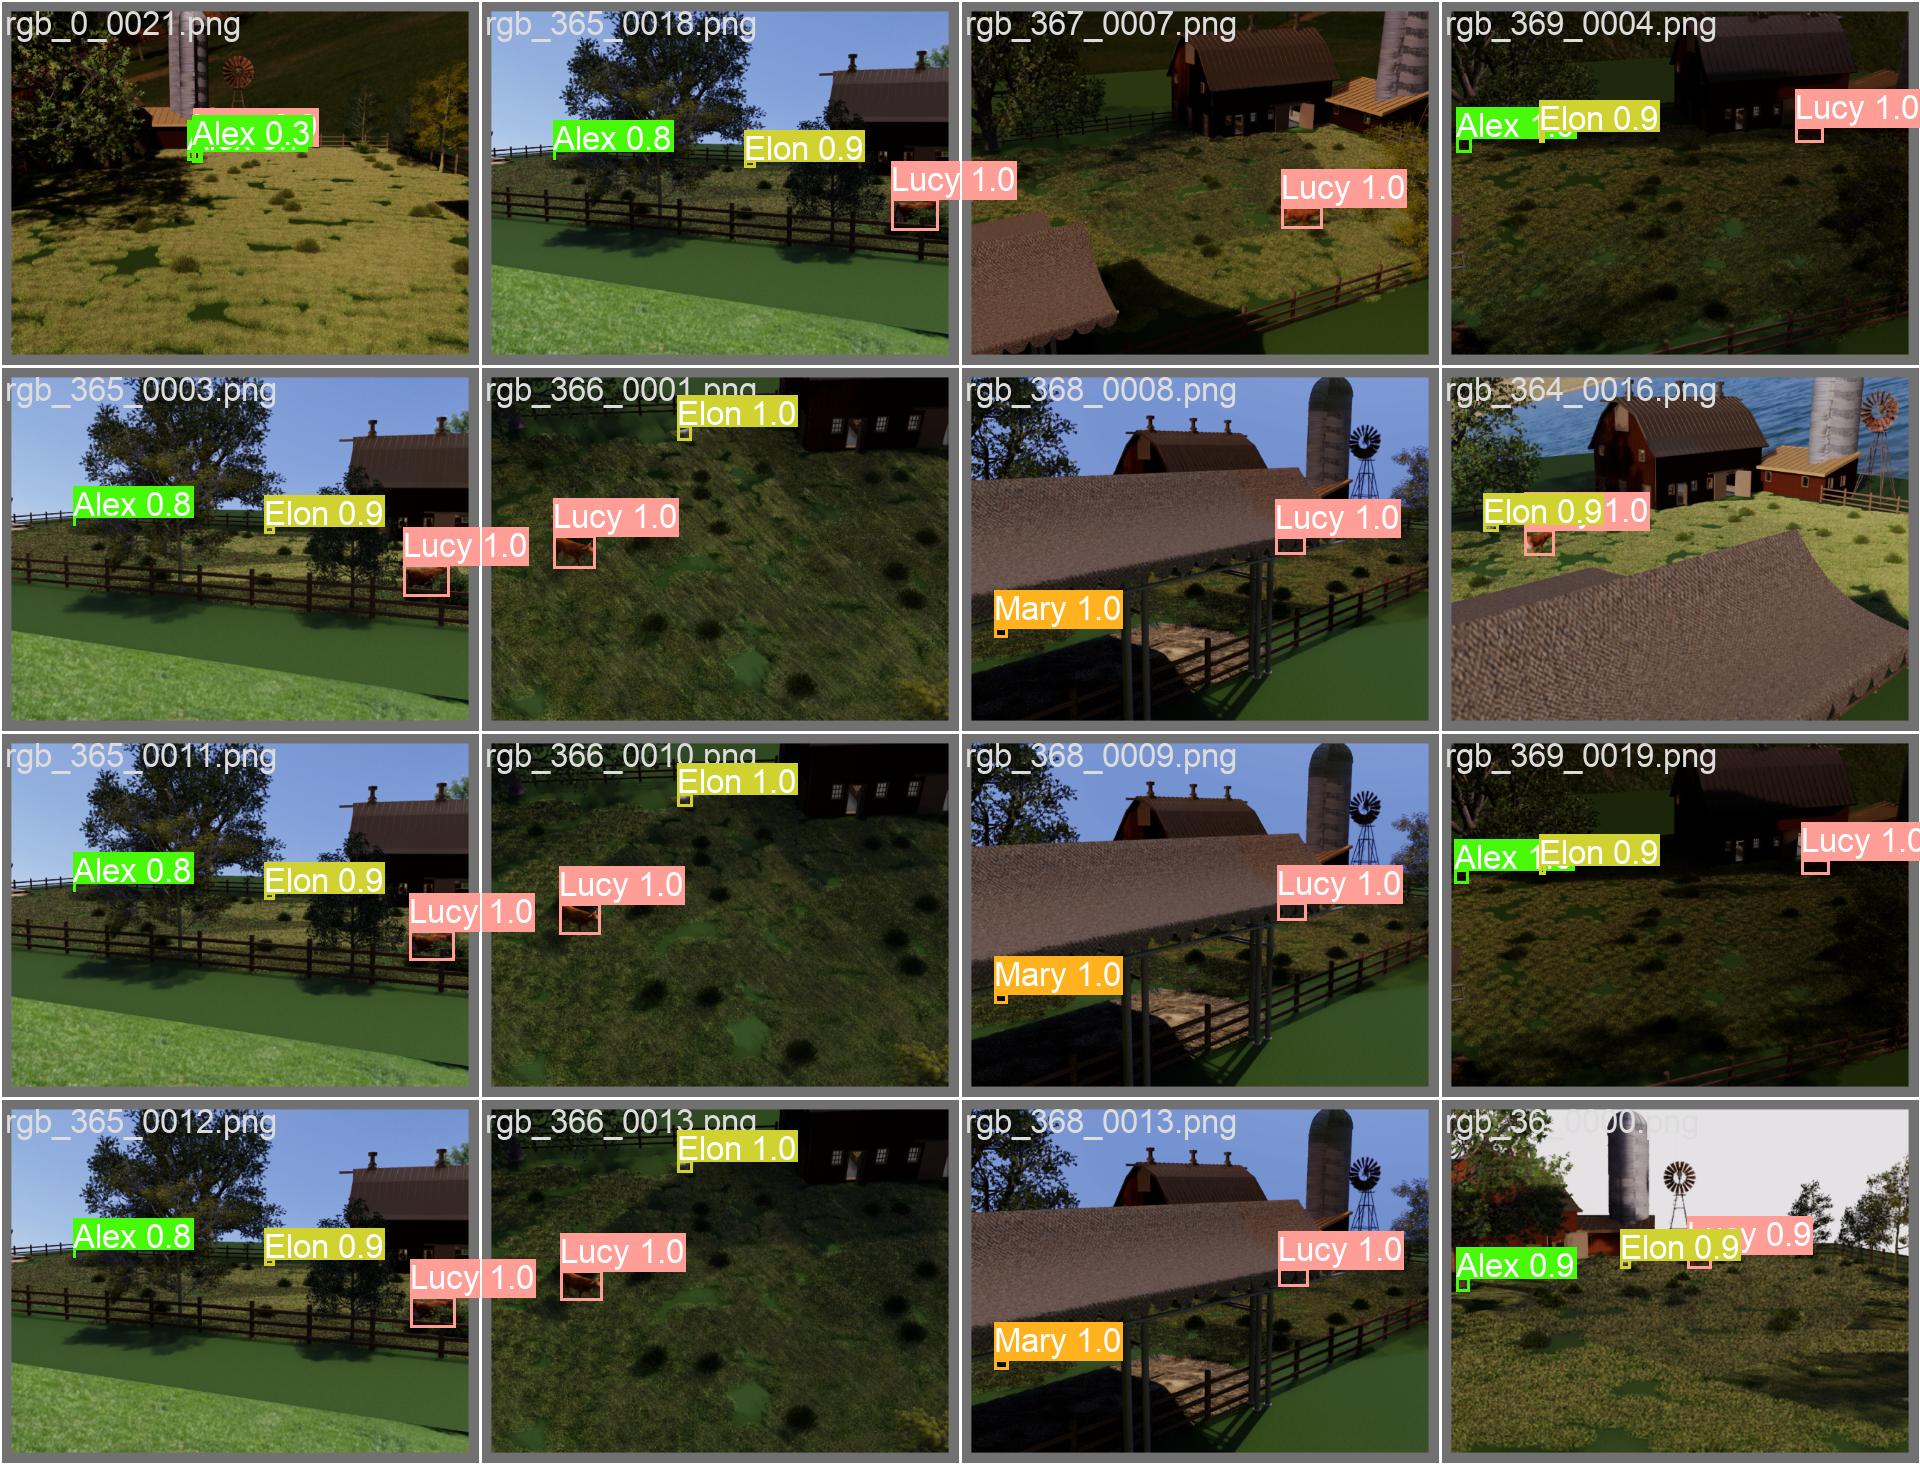 rgb_0_0021.png
Alex 0.3
rgb_365_0018.png
Alex 0.8
Elon 0.9
Lucy 1.0
rgb_367_0007.png
Lucy 1.0
rgb_369_0004.png
Alex
Elon 0.9
Lucy 1.0
rgb_365_0003.png
Alex 0.8
Elon 0.9
Lucy 1.0
rgb_366_0001.png
Elon 1.0
Lucy 1.0
rgb_368_0008.png
Lucy 1.0
Mary 1.0
rgb_364_0016.png
Elon 0.9
1.0
rgb_365_0011.png
Alex 0.8
Elon 0.9
Lucy 1.0
rgb_366_0010.png
Elon 1.0
Lucy 1.0
rgb_368_0009.png
Lucy 1.0
Mary 1.0
rgb_369_0019.png
Alex
Elon 0.9
Lucy 1.0
rgb_365_0012.png
Alex 0.8
Elon 0.9
Lucy 1.0
rgb_366_0013.png
Elon 1.0
Lucy 1.0
rgb_368_0013.png
Lucy 1.0
Mary 1.0
Lucy 0.9
Elon 0.9
Alex 0.9